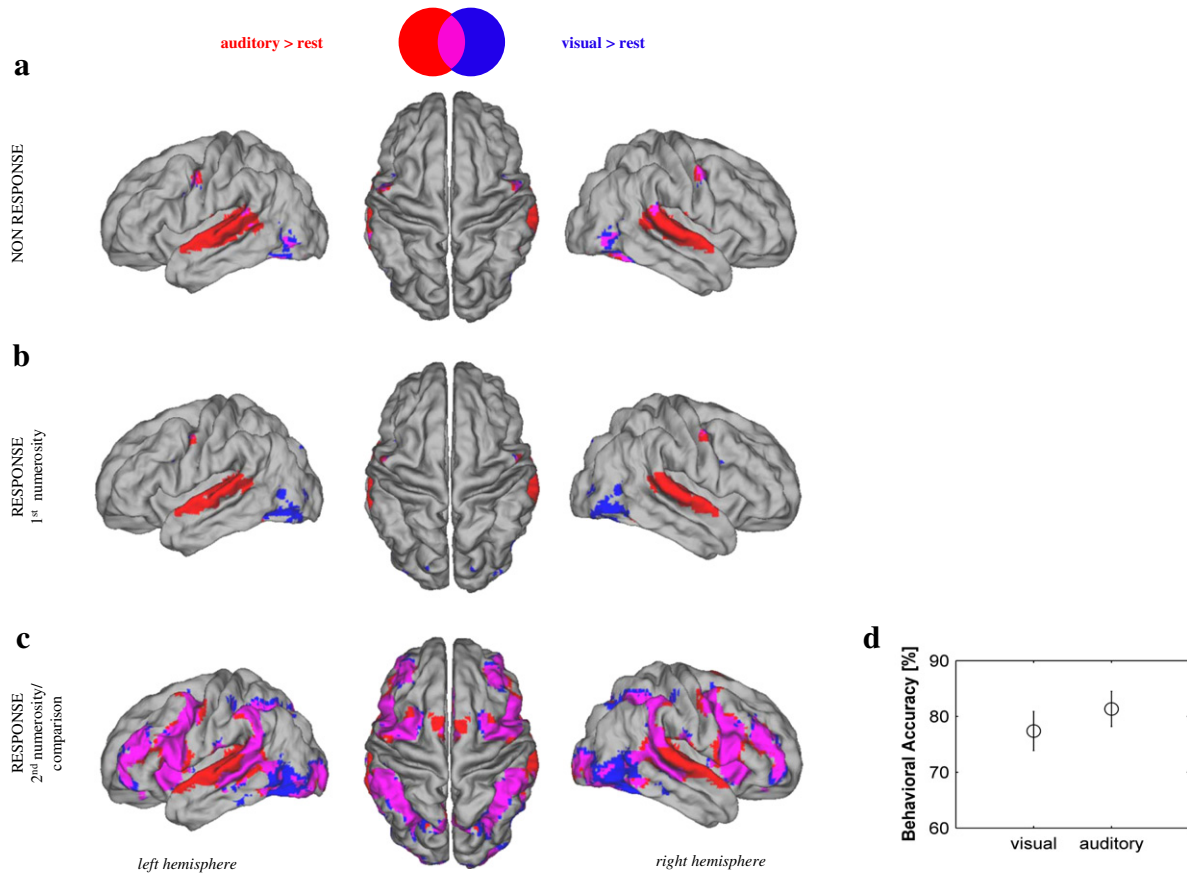 auditory > rest
visual > rest
a
NON RESPONSE
b
RESPONSE
1st numerosity
c
RESPONSE
2nd numerosity/
comparison
left hemisphere
right hemisphere
d
Behavioral Accuracy [%]
90
80
70
60
visual
auditory